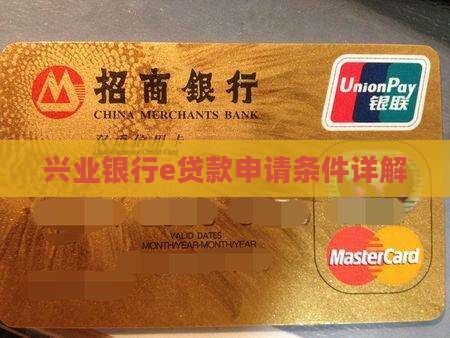 招商银行
CHINA MERCHANTS BANK
UnionPay
银联
兴业银行e贷款申请条件详解
VALID DATES
MONTH/YEAR-MONTH/YEAR
MasterCard